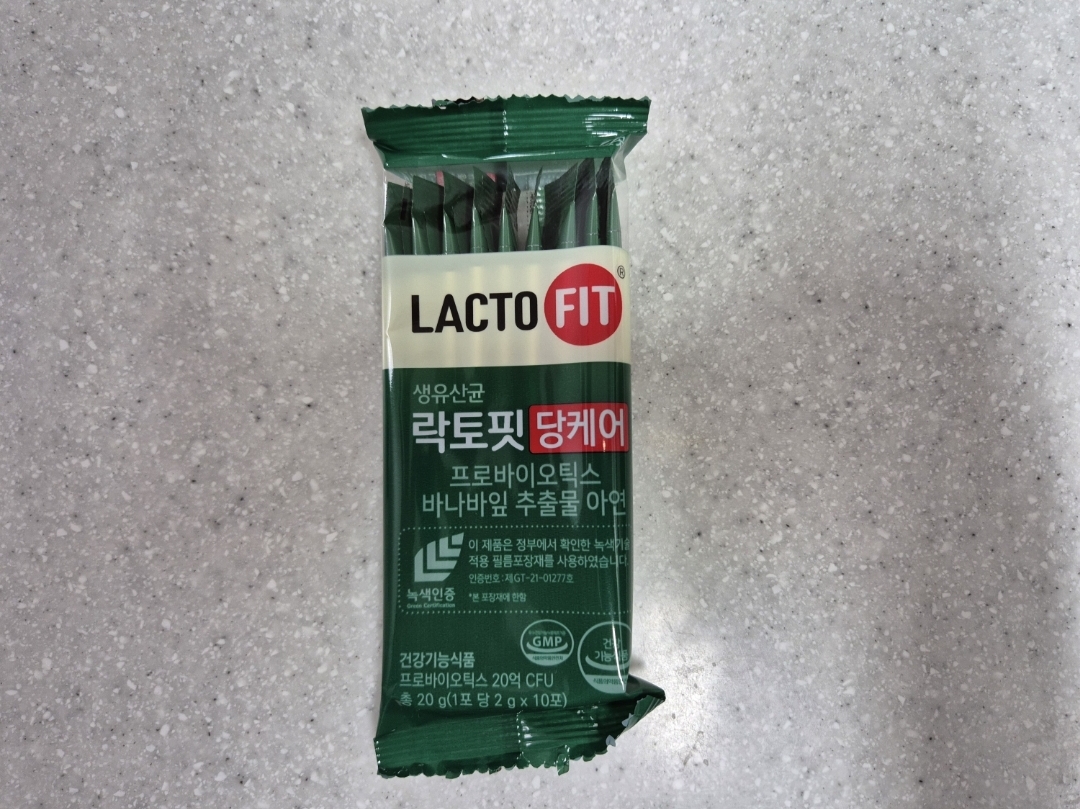 LACTO FIT®
생유산균
락토핏 당케어
프로바이오틱스
바나바잎 추출물 아연
이 제품은 정부에서 확인한 녹색기술
적용 필름포장재를 사용하였습니다.
인증번호 : 제GT-21-01277호
*본 포장재에 한함
녹색인증
Green Certification
GMP
건강기능식품
프로바이오틱스 20억 CFU
총 20 g(1포 당 2 g x 10포)